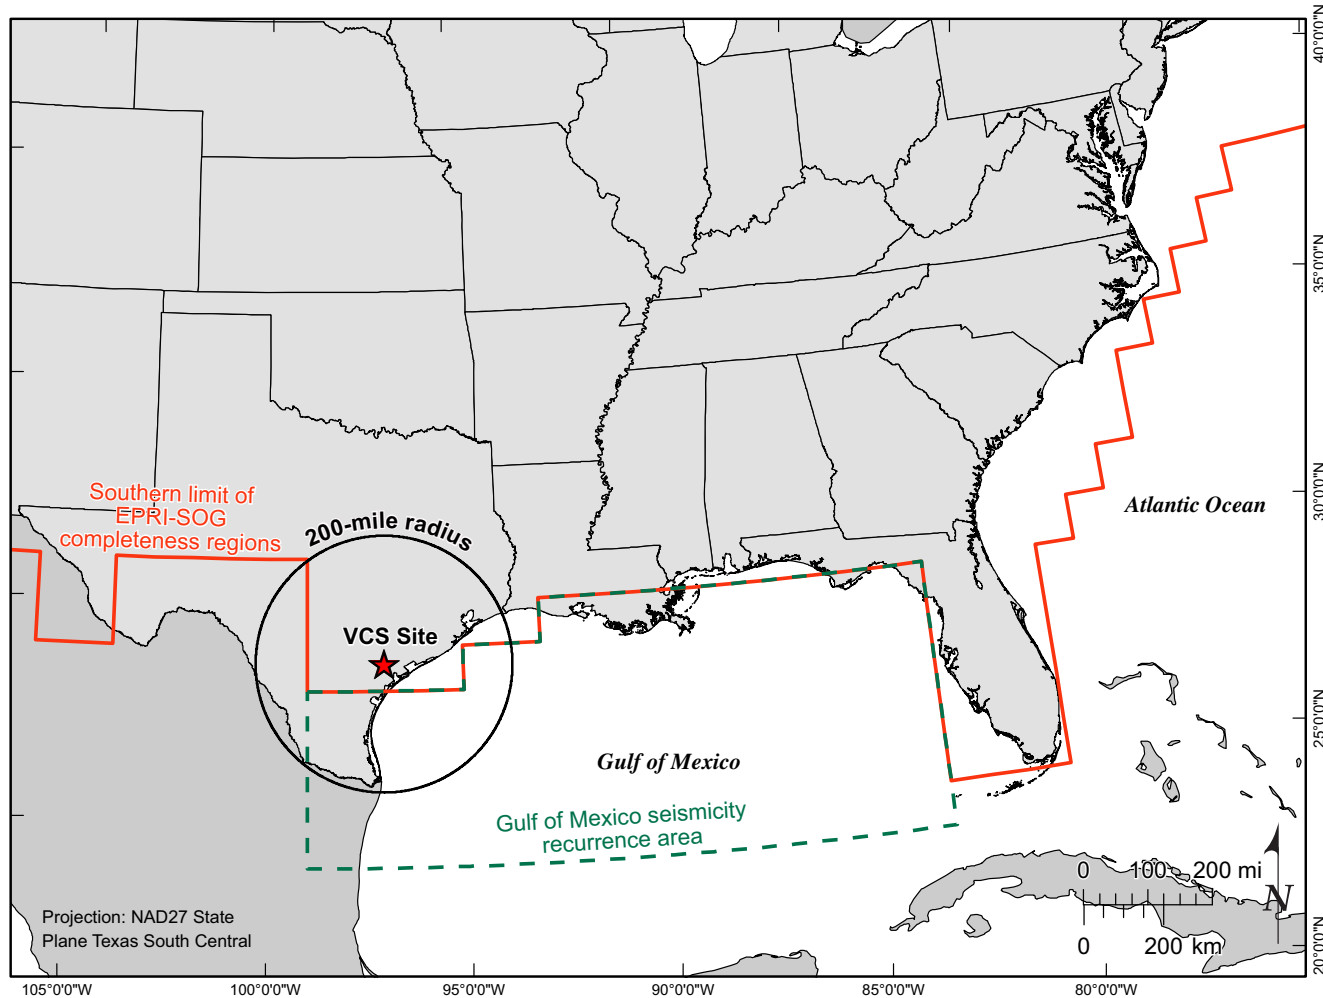 40°0'0"N
35°0'0"N
Southern limit of
EPRI-SOG
completeness regions
200-mile radius
Atlantic Ocean
30°0'0"N
VCS Site
Gulf of Mexico
25°0'0"N
Gulf of Mexico seismicity
recurrence area
0 100 200 mi
N
0 200 km
Projection: NAD27 State
Plane Texas South Central
20°0'0"N
105°0'0"W 100°0'0"W 95°0'0"W 90°0'0"W 85°0'0"W 80°0'0"W